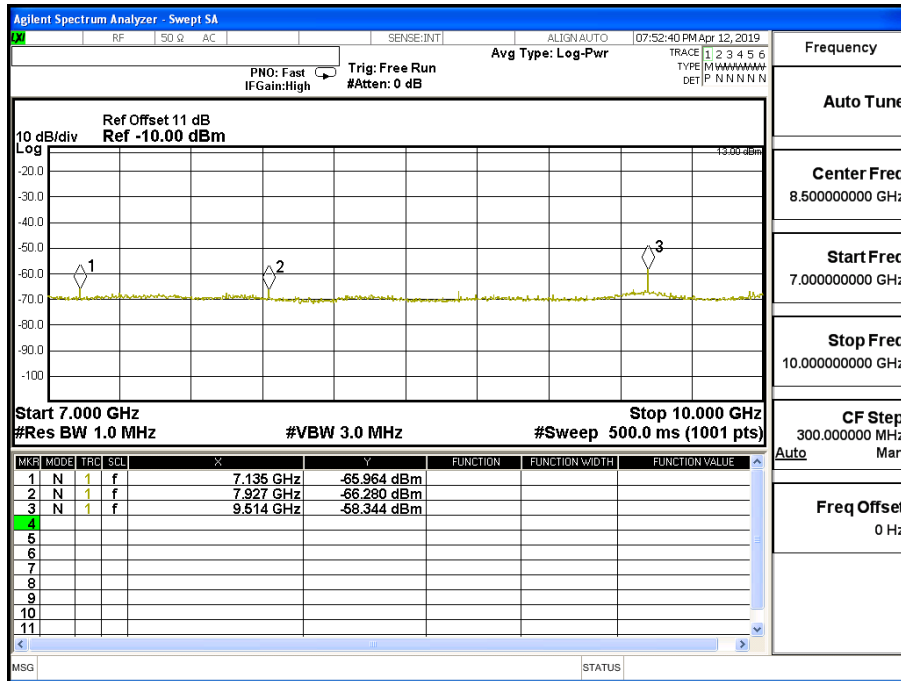 Agilent Spectrum Analyzer - Swept SA
LXI RF 50 Ω AC SENSE:INT ALIGN AUTO 07:52:40 PM Apr 12, 2019
Avg Type: Log-Pwr
TRACE 1 2 3 4 5 6
TYPE M W W W W W
DET P N N N N N
PNO: Fast Trig: Free Run
IFGain:High #Atten: 0 dB
Ref Offset 11 dB
10 dB/div Ref -10.00 dBm
Log
-13.00 dBm
-20.0
-30.0
-40.0
-50.0
-60.0
-70.0
-80.0
-90.0
-100
1
2
3
Start 7.000 GHz Stop 10.000 GHz
#Res BW 1.0 MHz #VBW 3.0 MHz #Sweep 500.0 ms (1001 pts)
MKR MODE TRC SCL X Y FUNCTION FUNCTION WIDTH FUNCTION VALUE
1 N 1 f 7.135 GHz -65.964 dBm
2 N 1 f 7.927 GHz -66.280 dBm
3 N 1 f 9.514 GHz -58.344 dBm
4
5
6
7
8
9
10
11
MSG STATUS
Frequency
Auto Tune
Center Freq
8.500000000 GHz
Start Freq
7.000000000 GHz
Stop Freq
10.000000000 GHz
CF Step
300.000000 MHz
Auto Man
Freq Offset
0 Hz